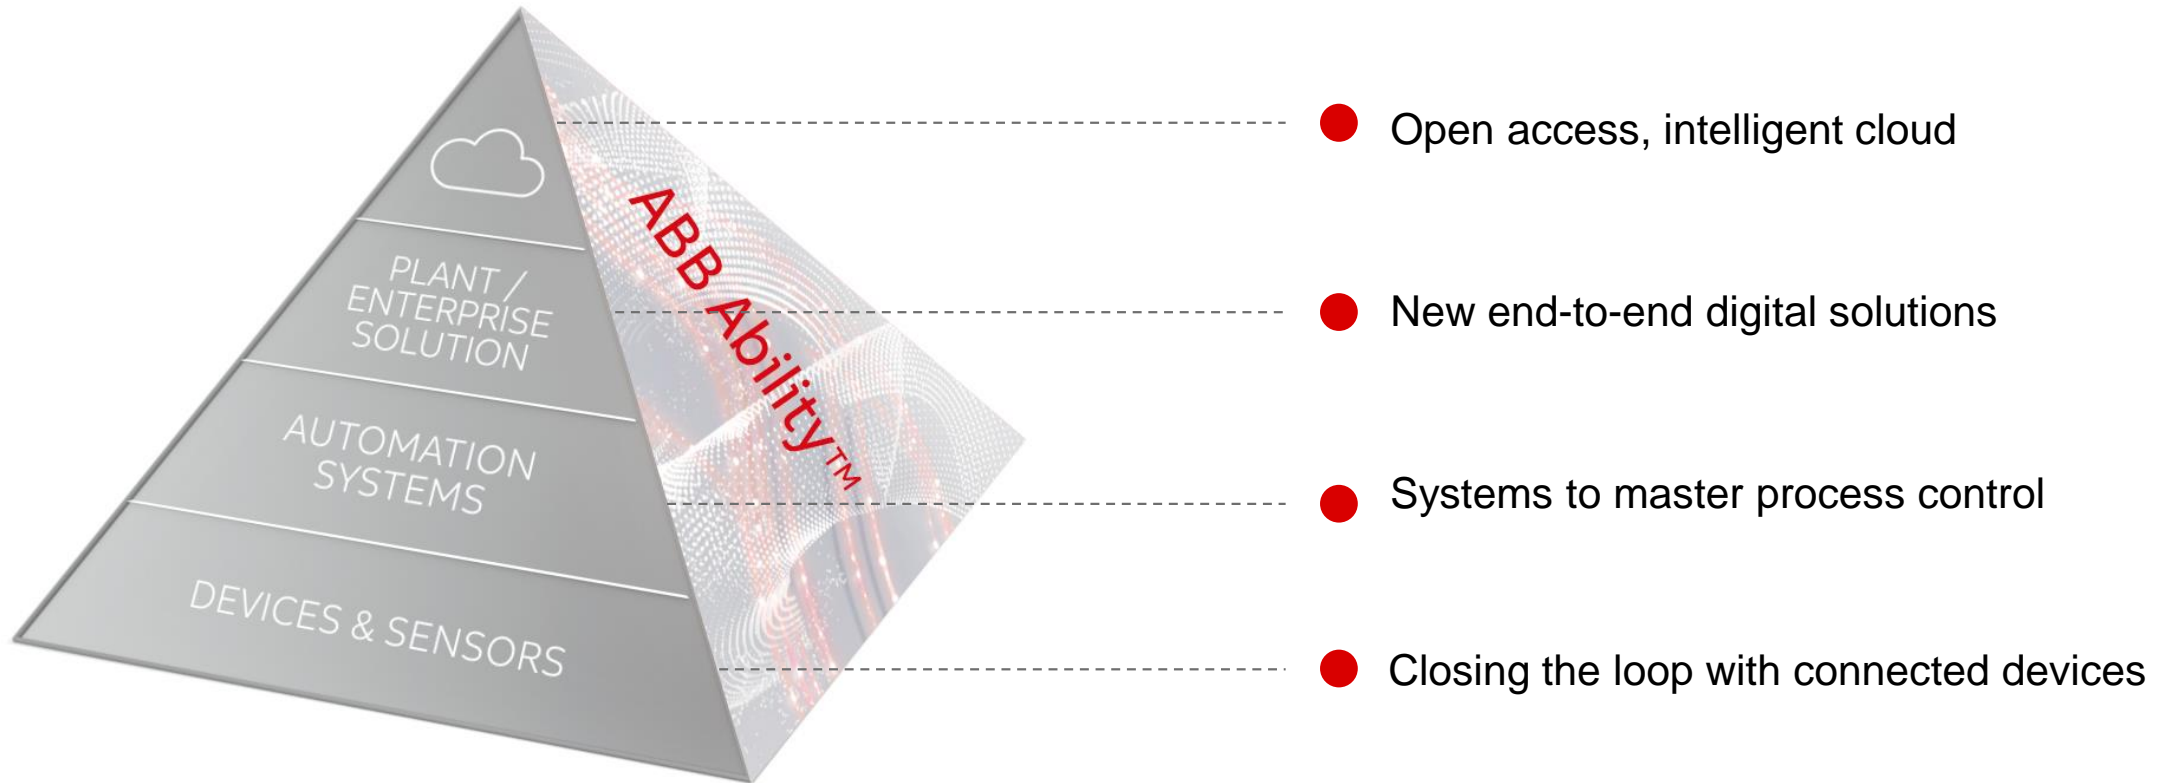 Open access, intelligent cloud
PLANT /
ENTERPRISE
SOLUTION
New end-to-end digital solutions
AUTOMATION
SYSTEMS
Systems to master process control
DEVICES & SENSORS
Closing the loop with connected devices
ABB Ability™